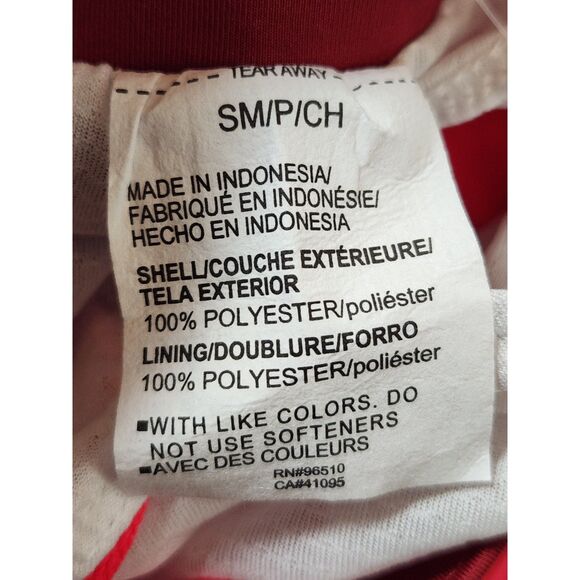 TEAR AWAY
SM/P/CH
MADE IN INDONESIA/
FABRIQUÉ EN INDONÉSIE/
HECHO EN INDONESIA
SHELL/COUCHE EXTÉRIEURE/
TELA EXTERIOR
100% POLYESTER/poliéster
LINING/DOUBLURE/FORRO
100% POLYESTER/poliéster
▪WITH LIKE COLORS. DO
NOT USE SOFTENERS
▪AVEC DES COULEURS
RN#96510
CA#41095